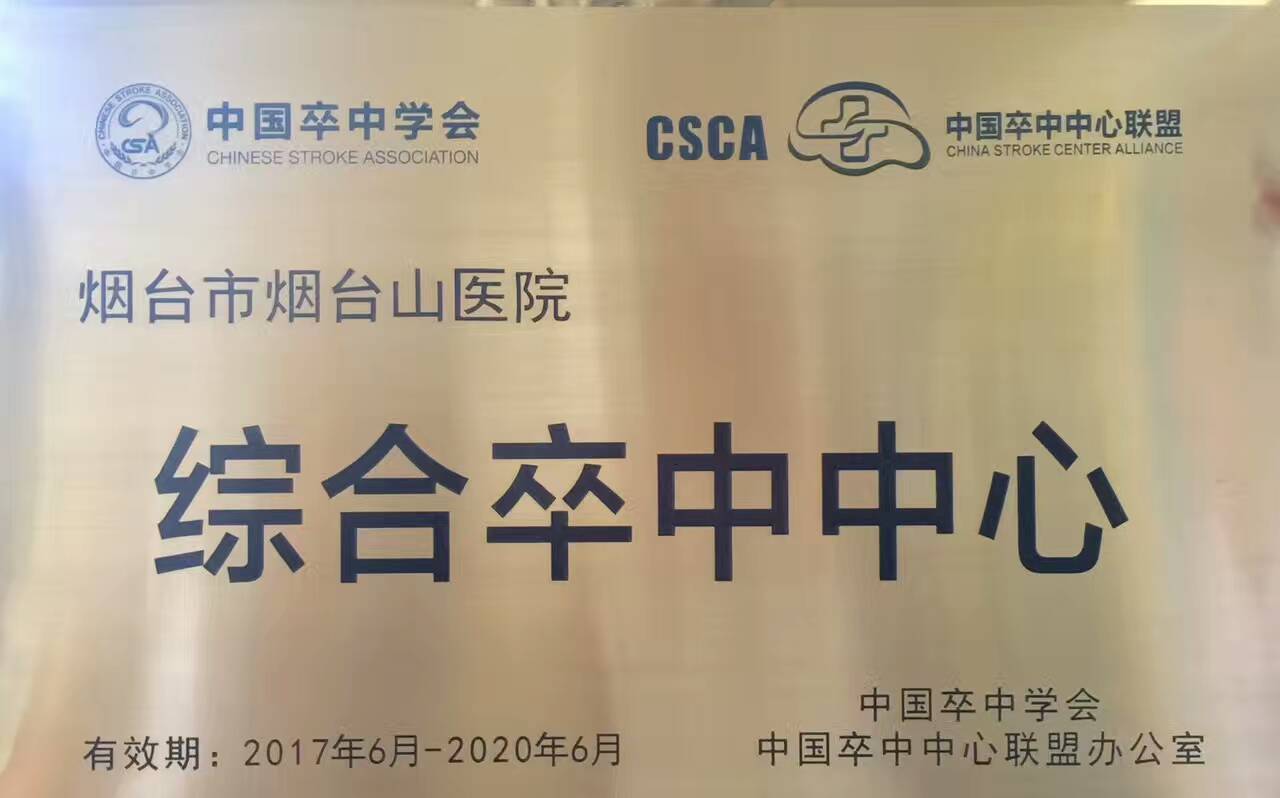 中国卒中学会
CHINESE STROKE ASSOCIATION
CHINESE STROKE ASSOCIATION
CSA
CSCA
中国卒中中心联盟
CHINA STROKE CENTER ALLIANCE
烟台市烟台山医院
综合卒中中心
有效期：2017年6月-2020年6月
中国卒中学会
中国卒中中心联盟办公室